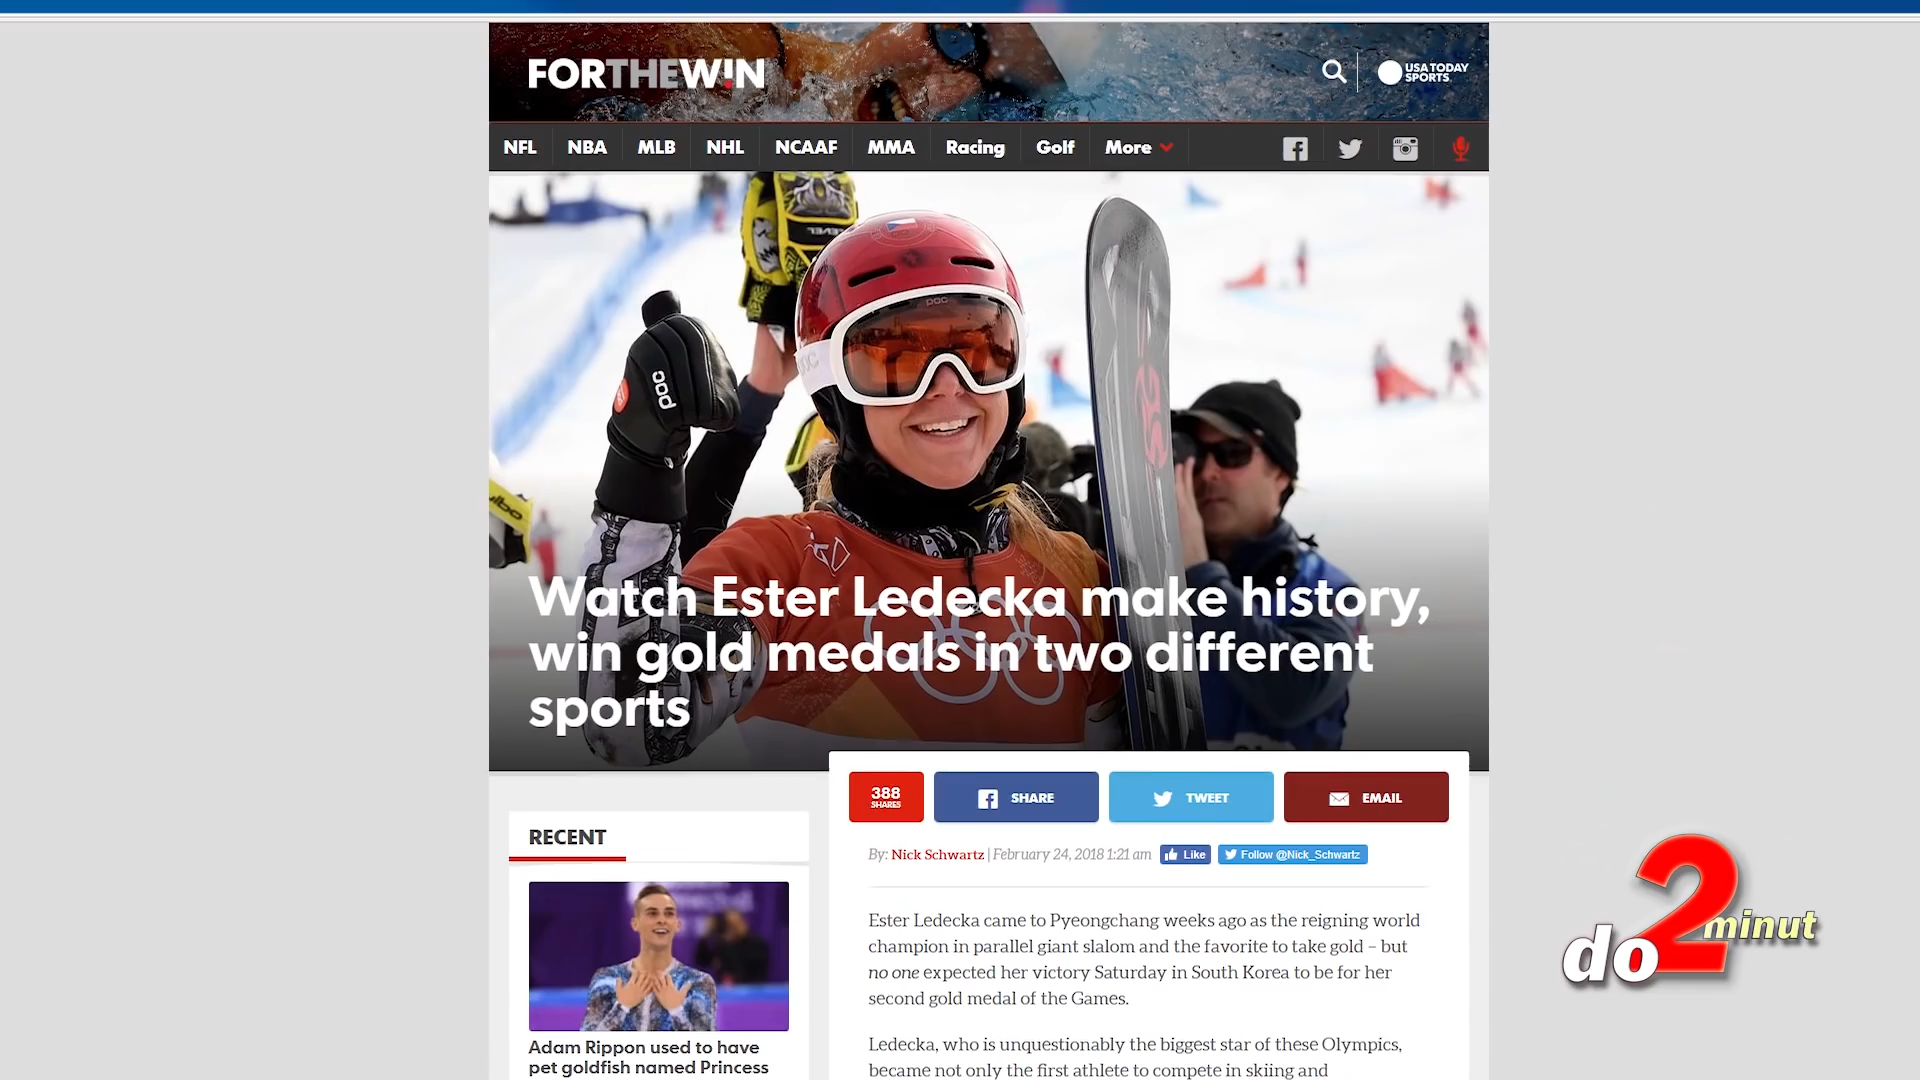 FORTHEW!N
USA TODAY
SPORTS
NFL NBA MLB NHL NCAAF MMA Racing Golf More
poc
poc
Watch Ester Ledecka make history,
win gold medals in two different
sports
388
SHARES
SHARE
TWEET
EMAIL
By: Nick Schwartz | February 24, 2018 1:21 am
Like
Follow @Nick_Schwartz
RECENT
Adam Rippon used to have
pet goldfish named Princess
Ester Ledecka came to Pyeongchang weeks ago as the reigning world
champion in parallel giant slalom and the favorite to take gold – but
no one expected her victory Saturday in South Korea to be for her
second gold medal of the Games.
Ledecka, who is unquestionably the biggest star of these Olympics,
became not only the first athlete to compete in skiing and
do 2 minut